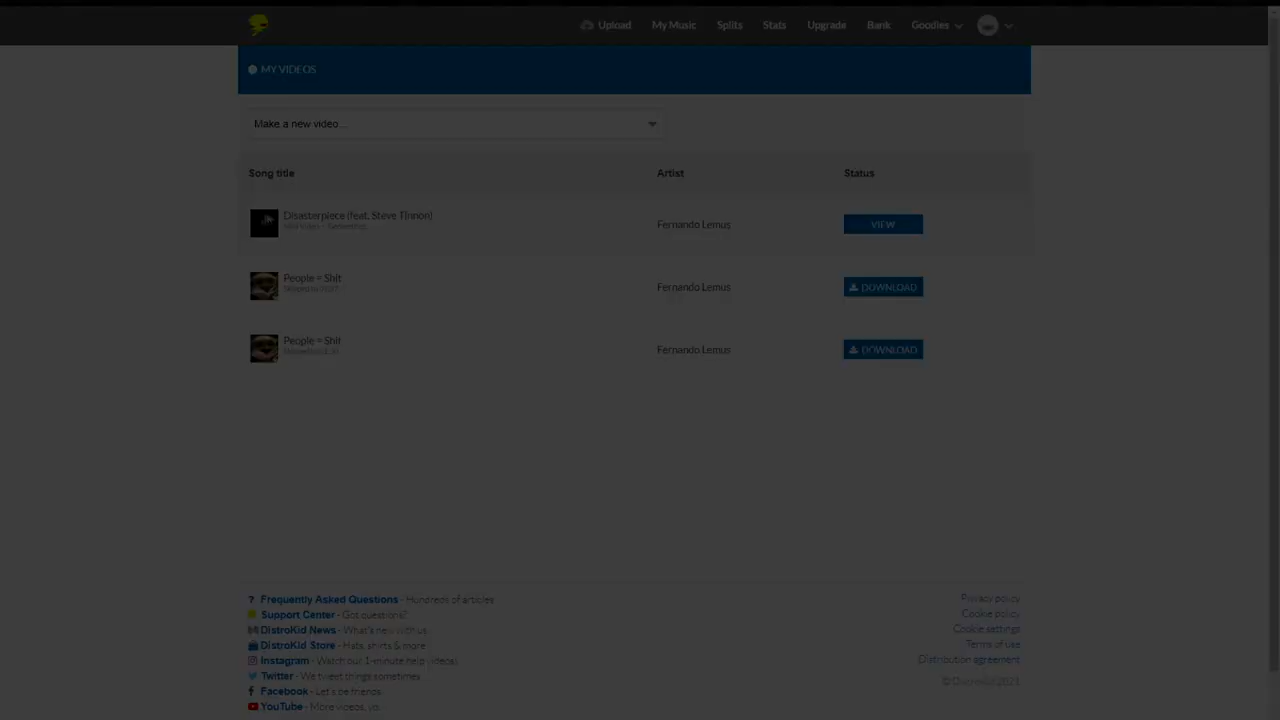 Upload My Music Splits Stats Upgrade Bank Goodies
MY VIDEOS
Make a new video...
Song title Artist Status
Disasterpiece (feat. Steve Tinnon)
Fernando Lemus VIEW
People = Shit
Fernando Lemus DOWNLOAD
People = Shit
Fernando Lemus DOWNLOAD
? Frequently Asked Questions - Hundreds of articles
Support Center - Got questions?
DistroKid News - What's new with us
DistroKid Store - Hats, shirts & more
Instagram - Watch our 1-minute help videos!
Twitter - We tweet things sometimes
Facebook - Let's be friends
YouTube - More videos, yo.
Privacy policy
Cookie policy
Cookie settings
Terms of use
Distribution agreement
© DistroKid 2021